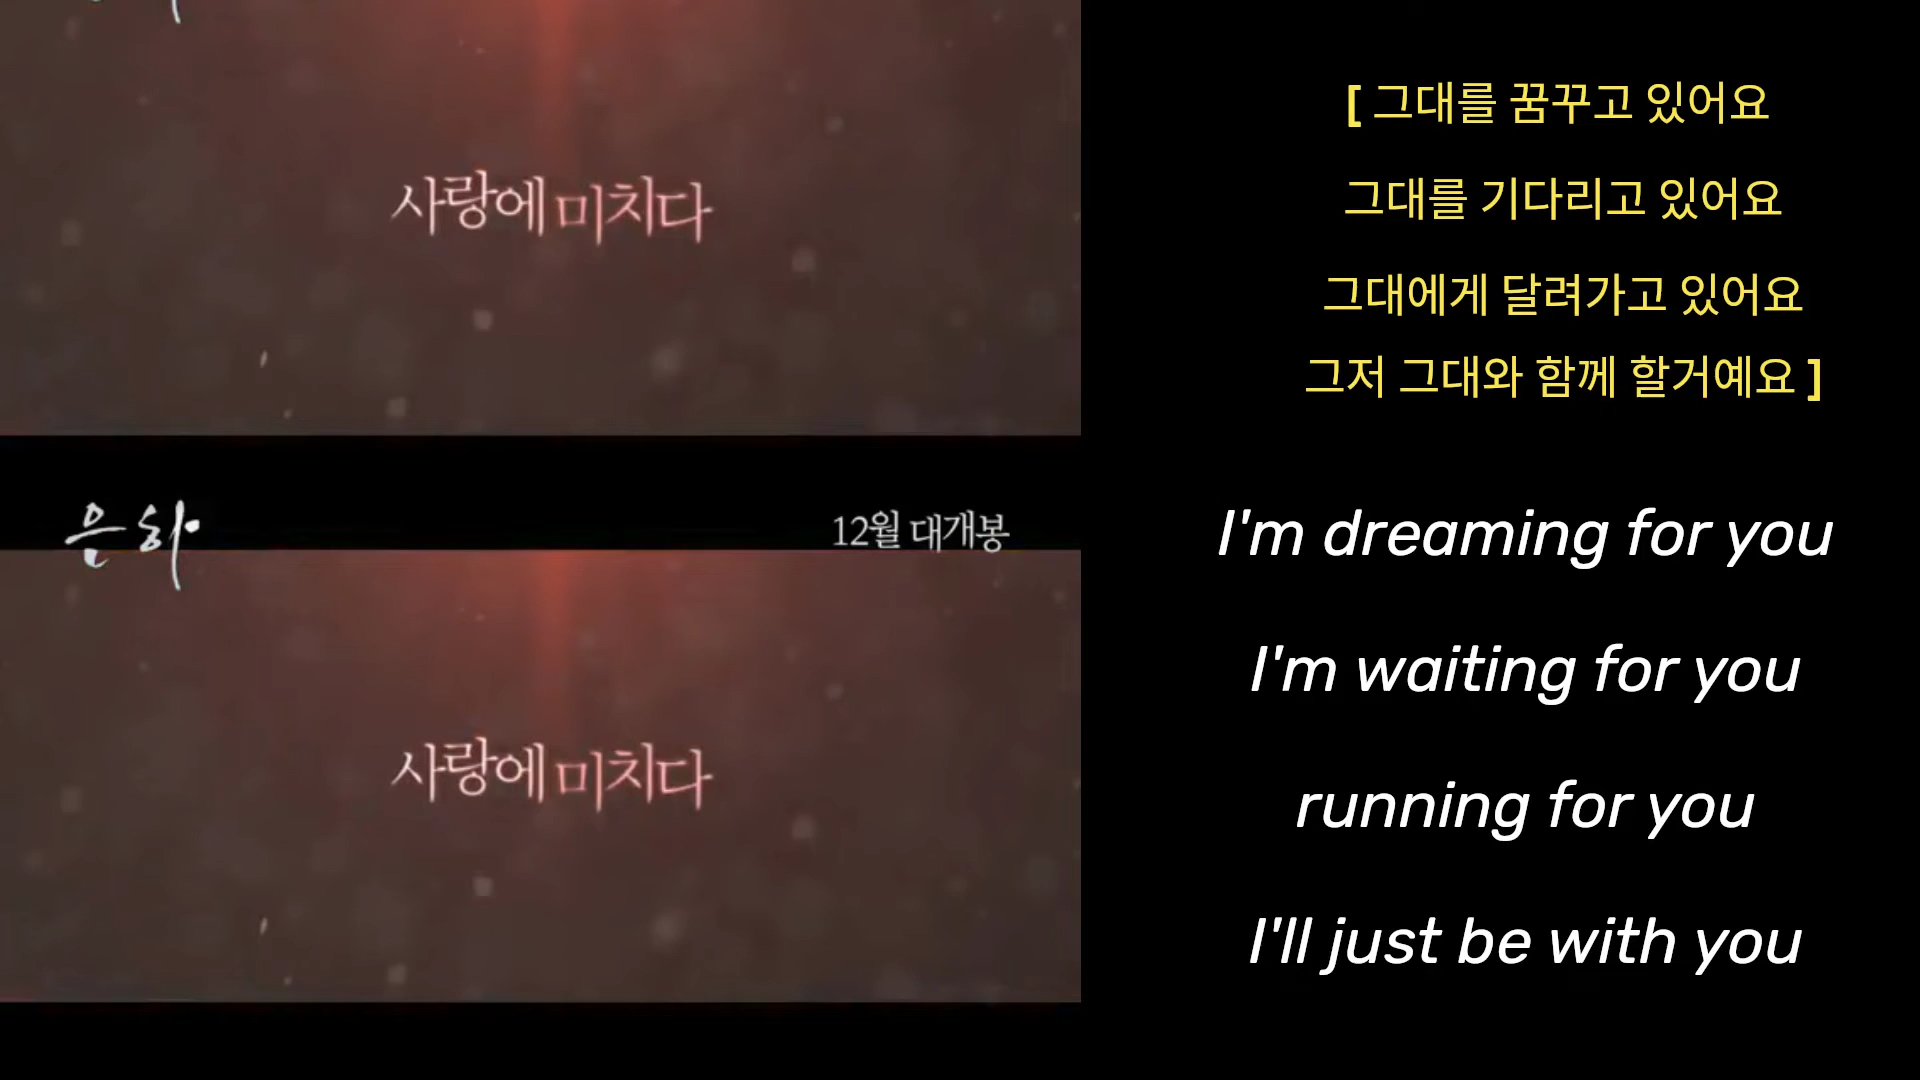 사랑에 미치다
은하
12월 대개봉
사랑에 미치다
[ 그대를 꿈꾸고 있어요
그대를 기다리고 있어요
그대에게 달려가고 있어요
그저 그대와 함께 할거예요 ]
I'm dreaming for you
I'm waiting for you
running for you
I'll just be with you